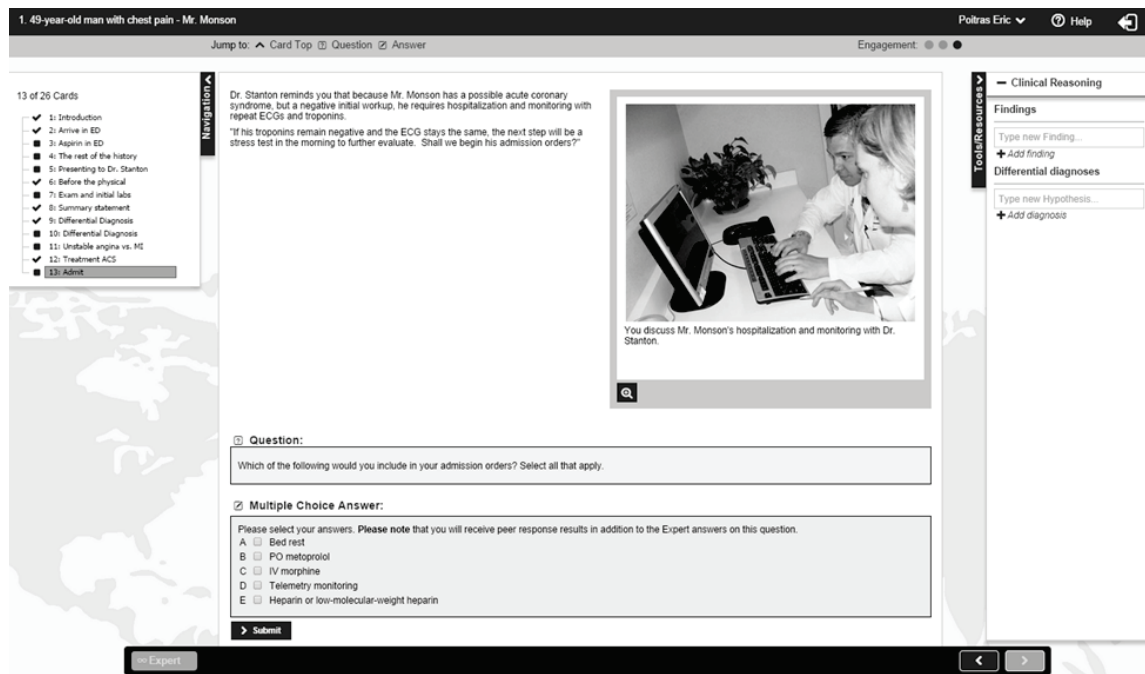 1. 49-year-old man with chest pain - Mr. Monson
Poitras Eric
Help
Jump to: Card Top Question Answer
Engagement:
13 of 26 Cards
1: Introduction
2: Arrive in ED
3: Aspirin in ED
4: The rest of the history
5: Presenting to Dr. Stanton
6: Before the physical
7: Exam and initial labs
8: Summary statement
9: Differential Diagnosis
10: Differential Diagnosis
11: Unstable angina vs. MI
12: Treatment ACS
13: Admit
Navigation
Dr. Stanton reminds you that because Mr. Monson has a possible acute coronary
syndrome, but a negative initial workup, he requires hospitalization and monitoring with
repeat ECGs and troponins.
"If his troponins remain negative and the ECG stays the same, the next step will be a
stress test in the morning to further evaluate. Shall we begin his admission orders?"
You discuss Mr. Monson's hospitalization and monitoring with Dr.
Stanton.
Question:
Which of the following would you include in your admission orders? Select all that apply.
Multiple Choice Answer:
Please select your answers. Please note that you will receive peer response results in addition to the Expert answers on this question.
A Bed rest
B PO metoprolol
C IV morphine
D Telemetry monitoring
E Heparin or low-molecular-weight heparin
Submit
Expert
Tools/Resources
Clinical Reasoning
Findings
Type new Finding...
Add finding
Differential diagnoses
Type new Hypothesis...
Add diagnosis